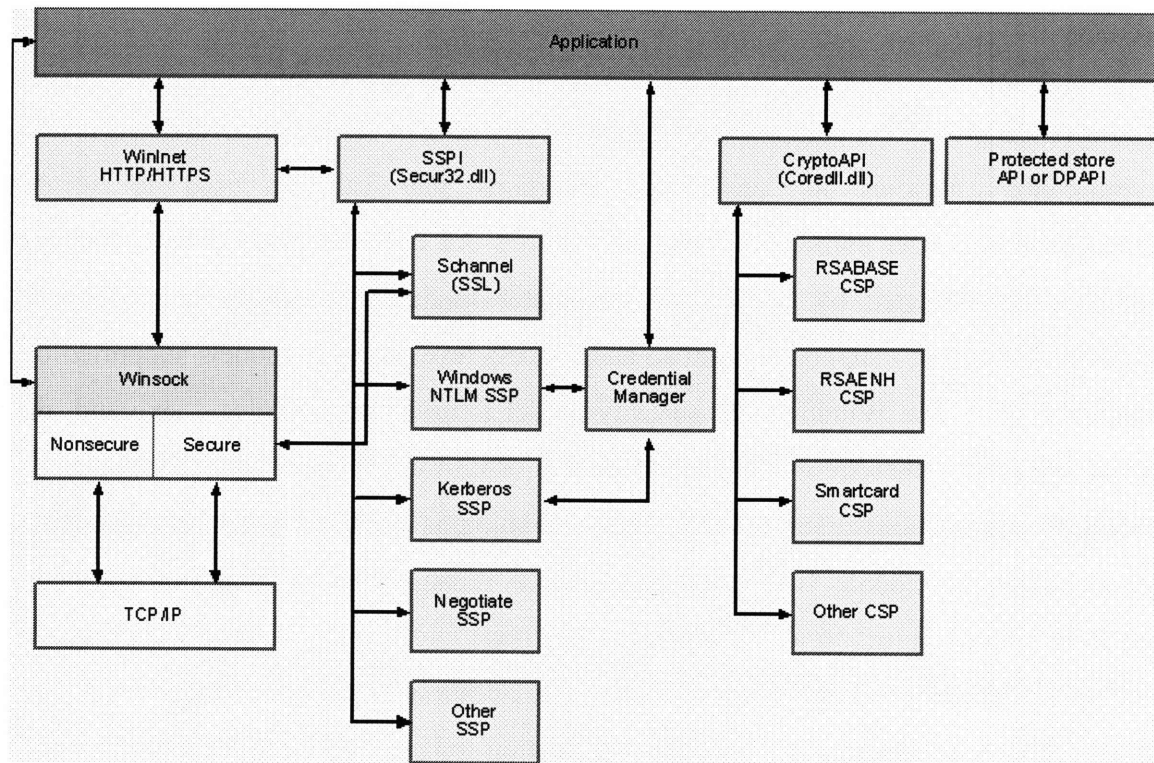 Application
WinInet
HTTP/HTTPS
SSPI
(Secur32.dll)
CryptoAPI
(Coredll.dll)
Protected store
API or DPAPI
Schannel
(SSL)
RSABASE
CSP
Winsock
Nonsecure
Secure
Windows
NTLM SSP
Credential
Manager
RSAENH
CSP
Kerberos
SSP
Smartcard
CSP
TCP/IP
Negotiate
SSP
Other CSP
Other
SSP